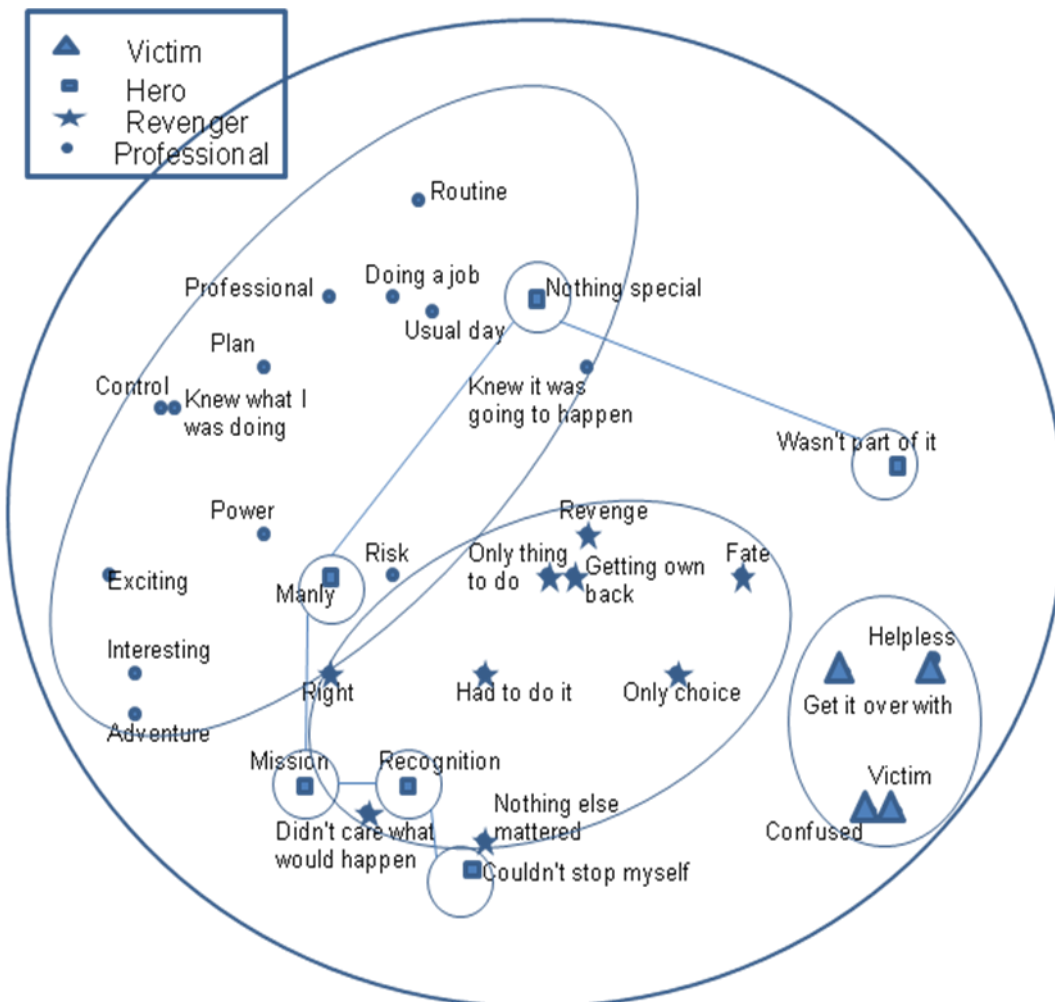 Victim
Hero
Revenger
Professional
Routine
Doing a job
Professional
Nothing special
Usual day
Plan
Control
Knew what I
was doing
Knew it was
going to happen
Wasn't part of it
Power
Revenge
Risk
Only thing
to do
Getting own
back
Fate
Exciting
Manly
Interesting
Helpless
Right
Had to do it
Only choice
Get it over with
Adventure
Mission
Recognition
Victim
Nothing else
mattered
Confused
Didn't care what
would happen
Couldn't stop myself